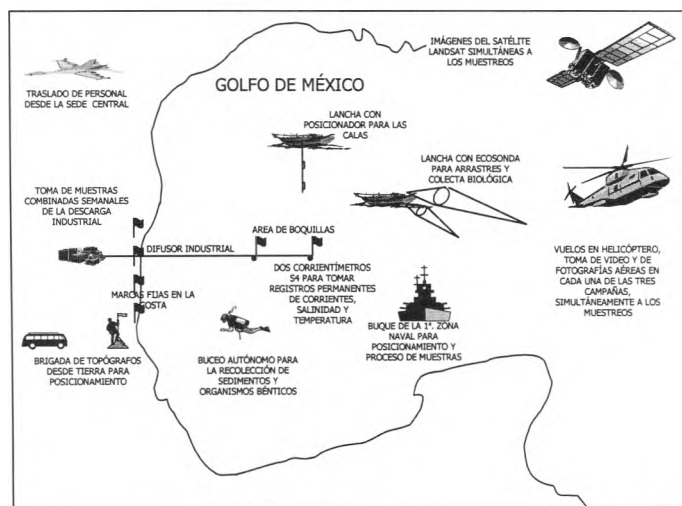 IMÁGENES DEL SATÉLITE
LANDSAT SIMULTÁNEAS A
LOS MUESTREOS
GOLFO DE MÉXICO
TRASLADO DE PERSONAL
DESDE LA SEDE CENTRAL
LANCHA CON
POSICIONADOR PARA LAS
CALAS
LANCHA CON ECOSONDA
PARA ARRASTRES Y
COLECTA BIOLÓGICA
TOMA DE MUESTRAS
COMBINADAS SEMANALES
DE LA DESCARGA
INDUSTRIAL
DIFUSOR INDUSTRIAL
AREA DE BOQUILLAS
VUELOS EN HELICÓPTERO,
TOMA DE VIDEO Y DE
FOTOGRAFÍAS AÉREAS EN
CADA UNA DE LAS TRES
CAMPAÑAS,
SIMULTÁNEAMENTE A LOS
MUESTREOS
DOS CORRIENTÍMETROS
S4 PARA TOMAR
REGISTROS PERMANENTES
DE CORRIENTES,
SALINIDAD Y
TEMPERATURA
MARCAS FIJAS EN LA
COSTA
BUQUE DE LA 1ª. ZONA
NAVAL PARA
POSICIONAMIENTO Y
PROCESO DE MUESTRAS
BRIGADA DE TOPÓGRAFOS
DESDE TIERRA PARA
POSICIONAMIENTO
BUCEO AUTÓNOMO PARA
LA RECOLECCIÓN DE
SEDIMENTOS Y
ORGANISMOS BÉNTICOS